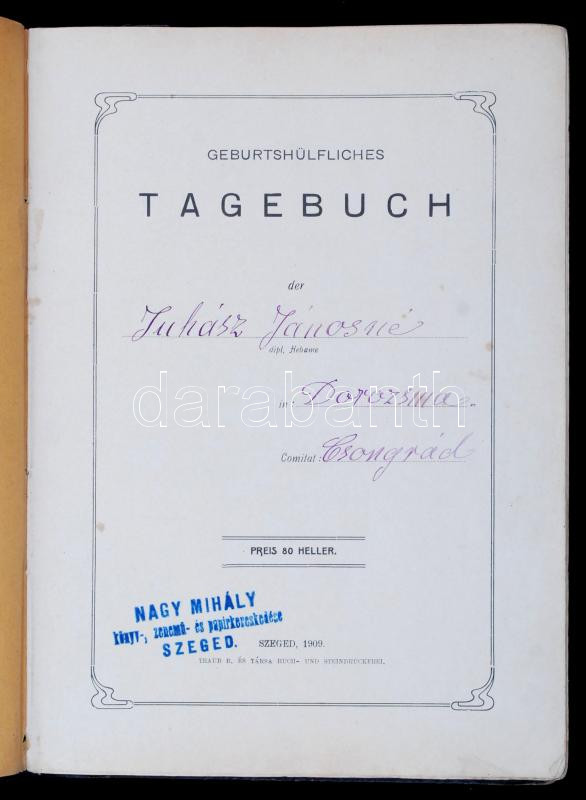 GEBURTSHÜLFLICHES
TAGEBUCH
der
Juhász Jánosné
dipl. Hebame
in: Dorozsma
darabanth
Comitat: Csongrád
PREIS 80 HELLER.
NAGY MIHÁLY
könyv-, zenemű- és papirkereskedése
SZEGED.
SZEGED, 1909.
TRAUB B. ÉS TÁRSA BUCH- UND STEINDRUCKEREI.